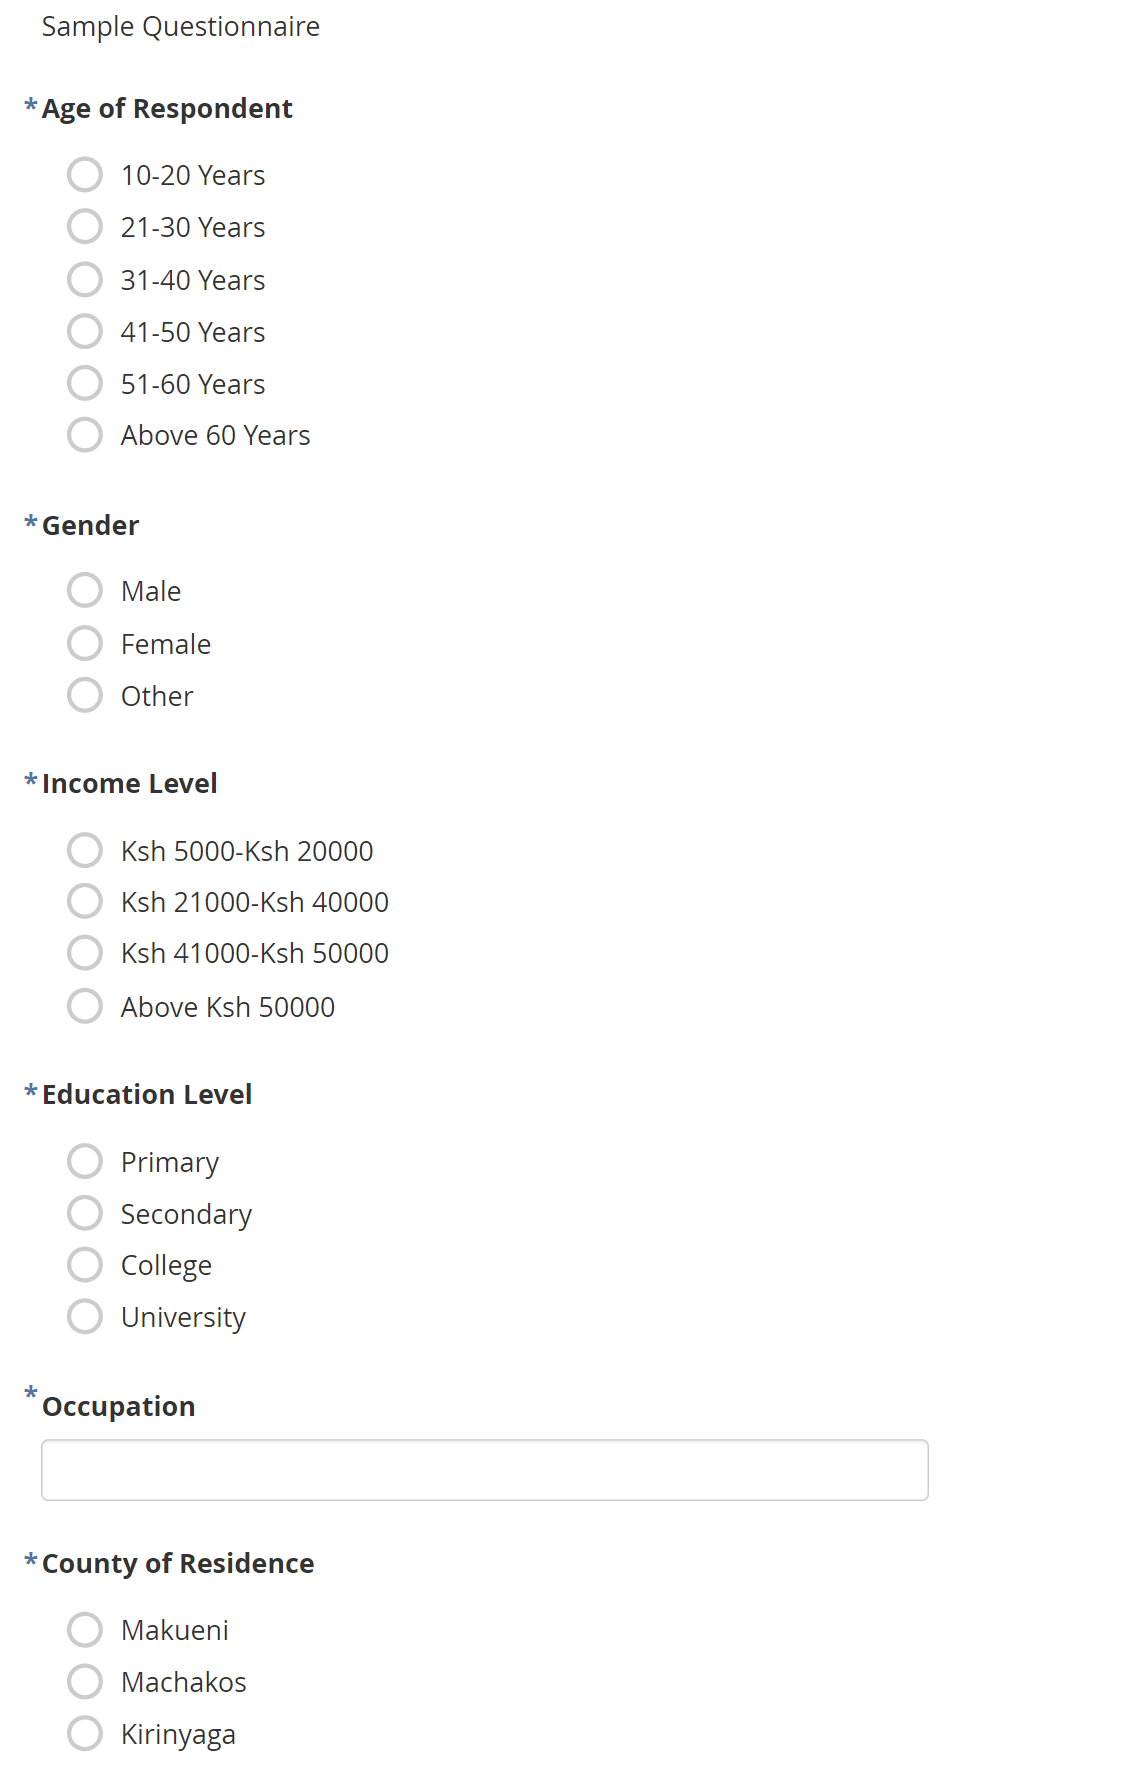 Sample Questionnaire
* Age of Respondent
10-20 Years
21-30 Years
31-40 Years
41-50 Years
51-60 Years
Above 60 Years
* Gender
Male
Female
Other
* Income Level
Ksh 5000-Ksh 20000
Ksh 21000-Ksh 40000
Ksh 41000-Ksh 50000
Above Ksh 50000
* Education Level
Primary
Secondary
College
University
* Occupation
* County of Residence
Makueni
Machakos
Kirinyaga